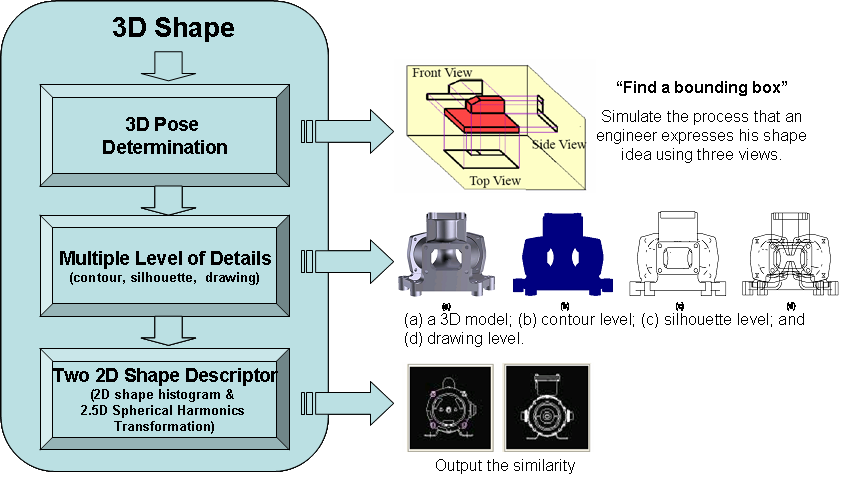 3D Shape
3D Pose
Determination
Front View
Side View
Top View
“Find a bounding box”
Simulate the process that an
engineer expresses his shape
idea using three views.
Multiple Level of Details
(contour, silhouette, drawing)
(a)
(b)
(c)
(d)
(a) a 3D model; (b) contour level; (c) silhouette level; and
(d) drawing level.
Two 2D Shape Descriptor
(2D shape histogram &
2.5D Spherical Harmonics
Transformation)
Output the similarity